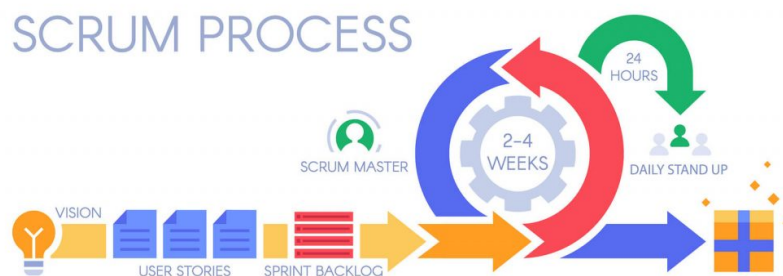 SCRUM PROCESS
24
HOURS
2-4
WEEKS
SCRUM MASTER
DAILY STAND UP
VISION
USER STORIES
SPRINT BACKLOG